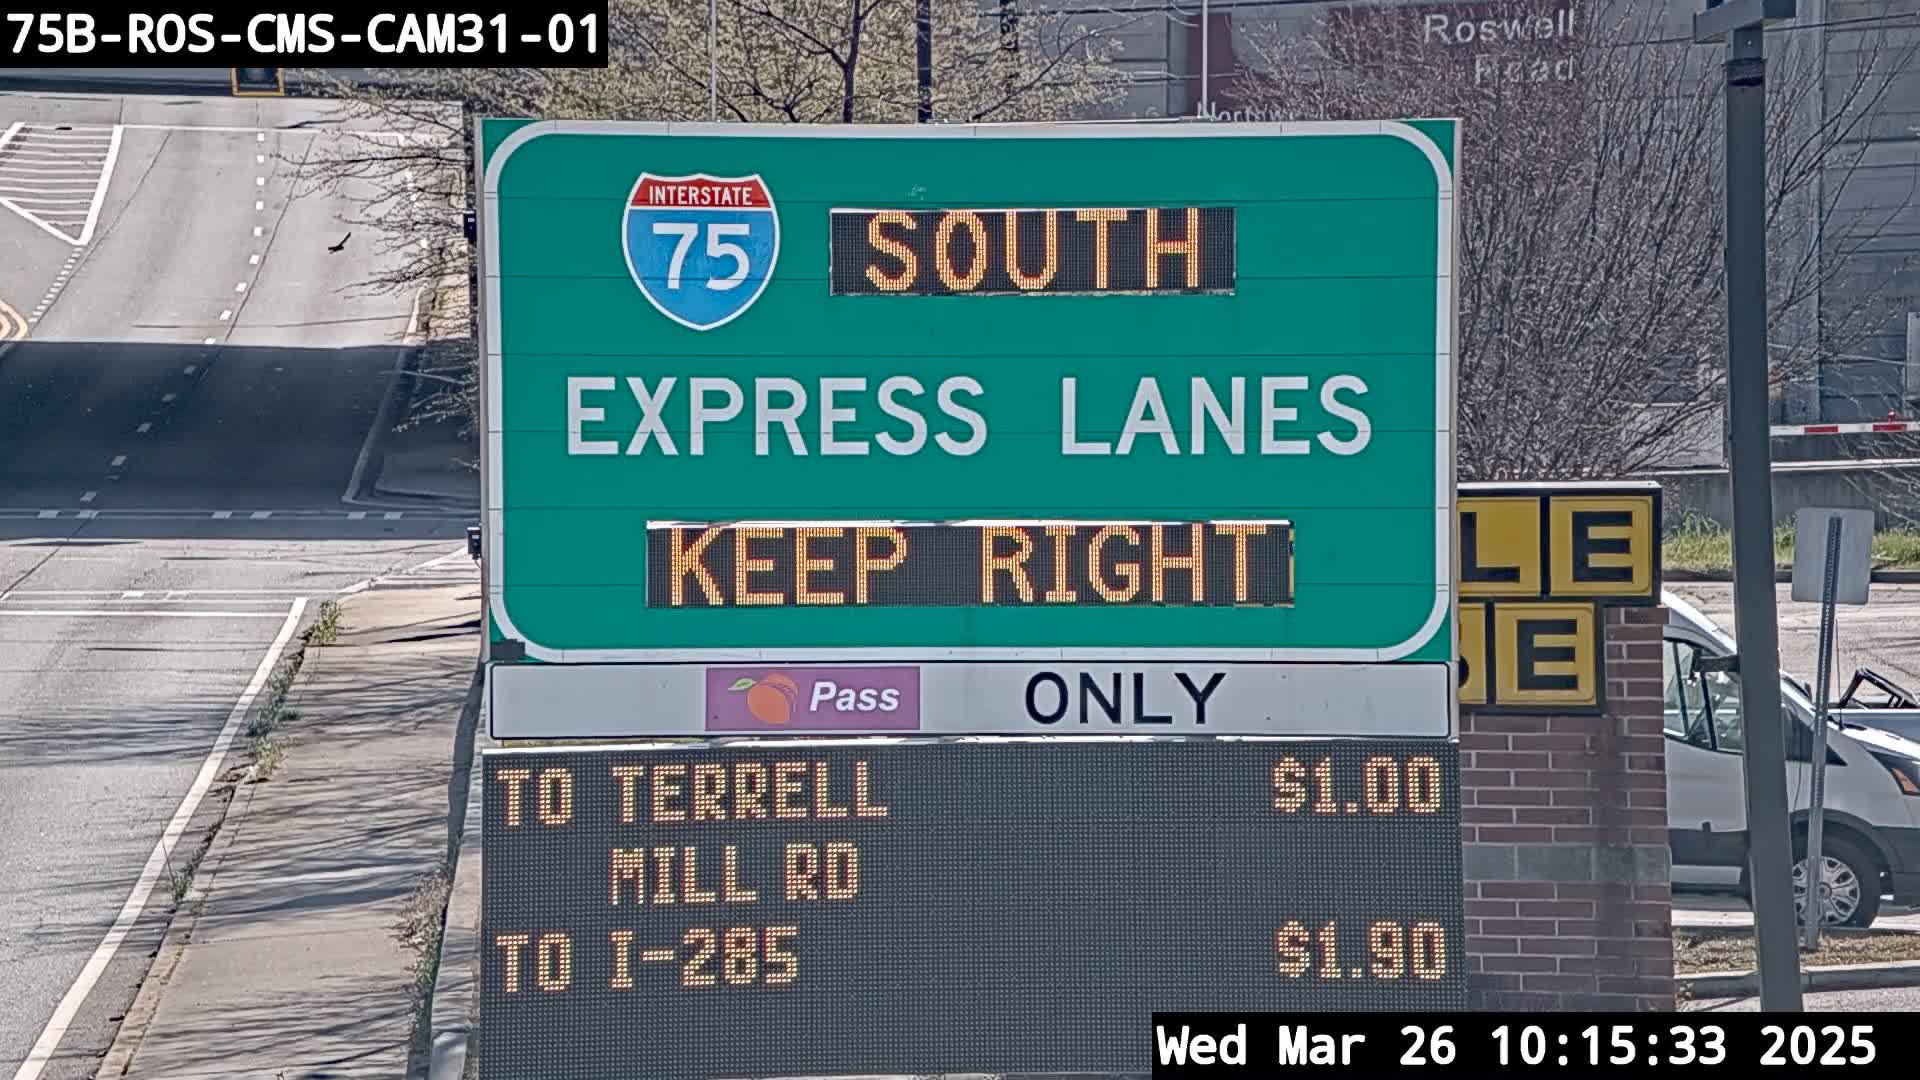 75B-ROS-CMS-CAM31-01
Roswell
Road
INTERSTATE
75
SOUTH
EXPRESS LANES
KEEP RIGHT
Pass ONLY
TO TERRELL $1.00
MILL RD
TO I-285 $1.90
LE
E
Wed Mar 26 10:15:33 2025